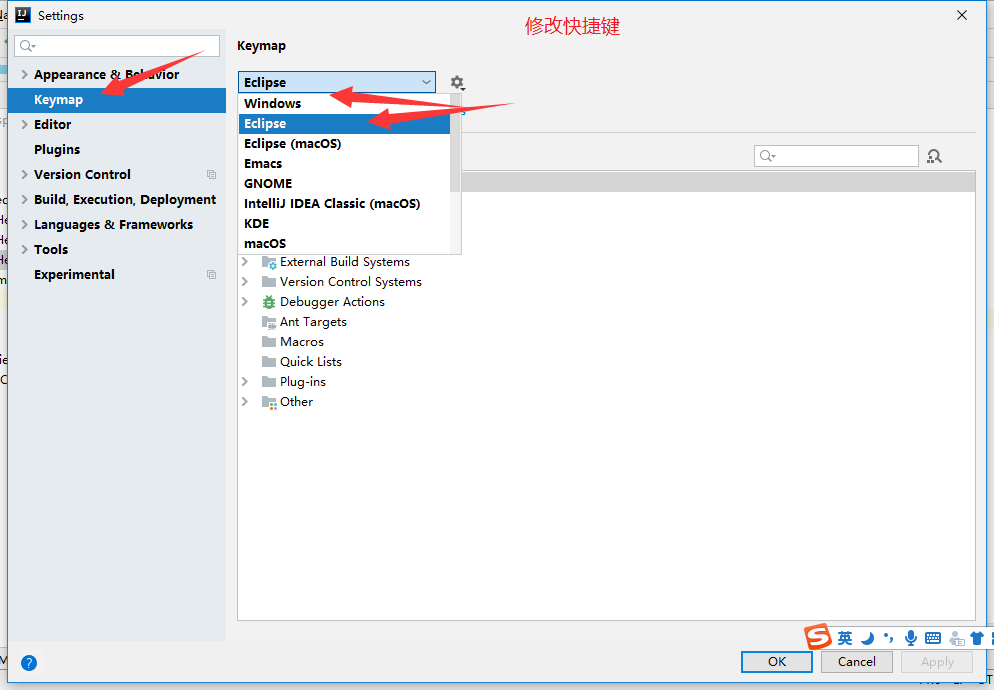 Settings
修改快捷键
Keymap
Appearance & Behavior
Keymap
Editor
Plugins
Version Control
Build, Execution, Deployment
Languages & Frameworks
Tools
Experimental
Eclipse
Windows
Eclipse
Eclipse (macOS)
Emacs
GNOME
IntelliJ IDEA Classic (macOS)
KDE
macOS
External Build Systems
Version Control Systems
Debugger Actions
Ant Targets
Macros
Quick Lists
Plug-ins
Other
英
OK
Cancel
Apply